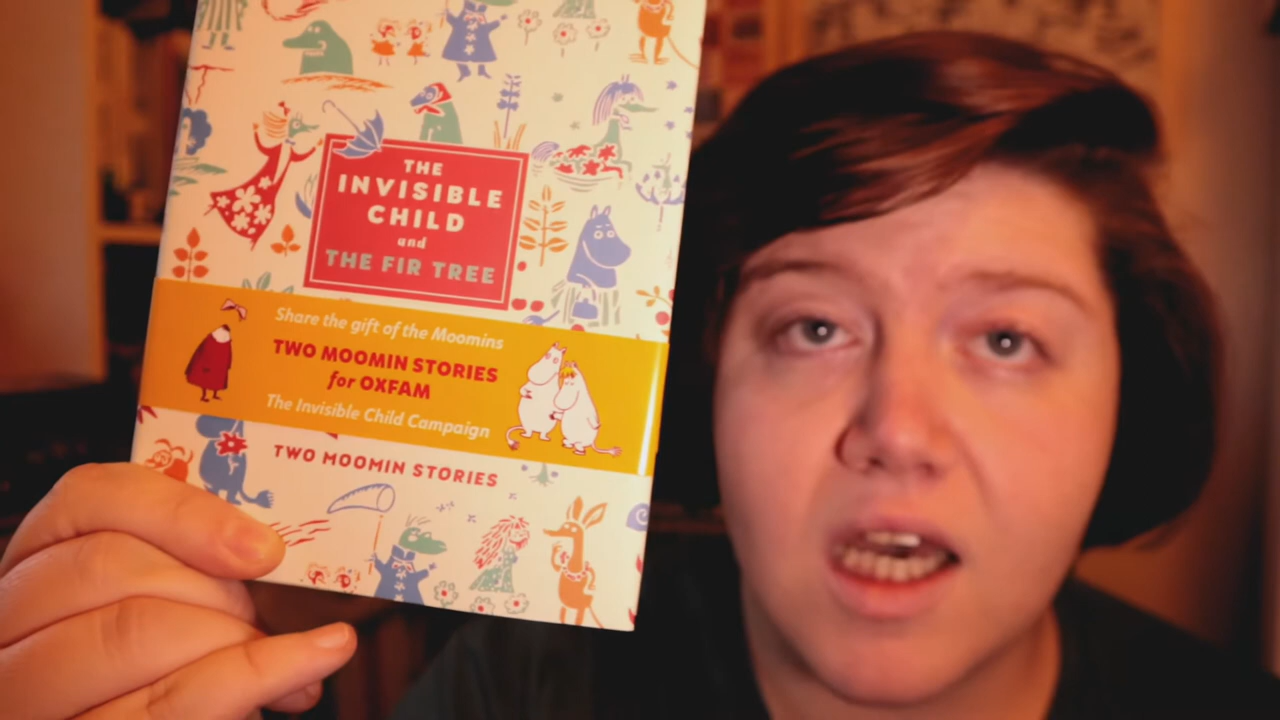 THE
INVISIBLE
CHILD
and
THE FIR TREE
Share the gift of the Moomins
TWO MOOMIN STORIES
for OXFAM
The Invisible Child Campaign
TWO MOOMIN STORIES